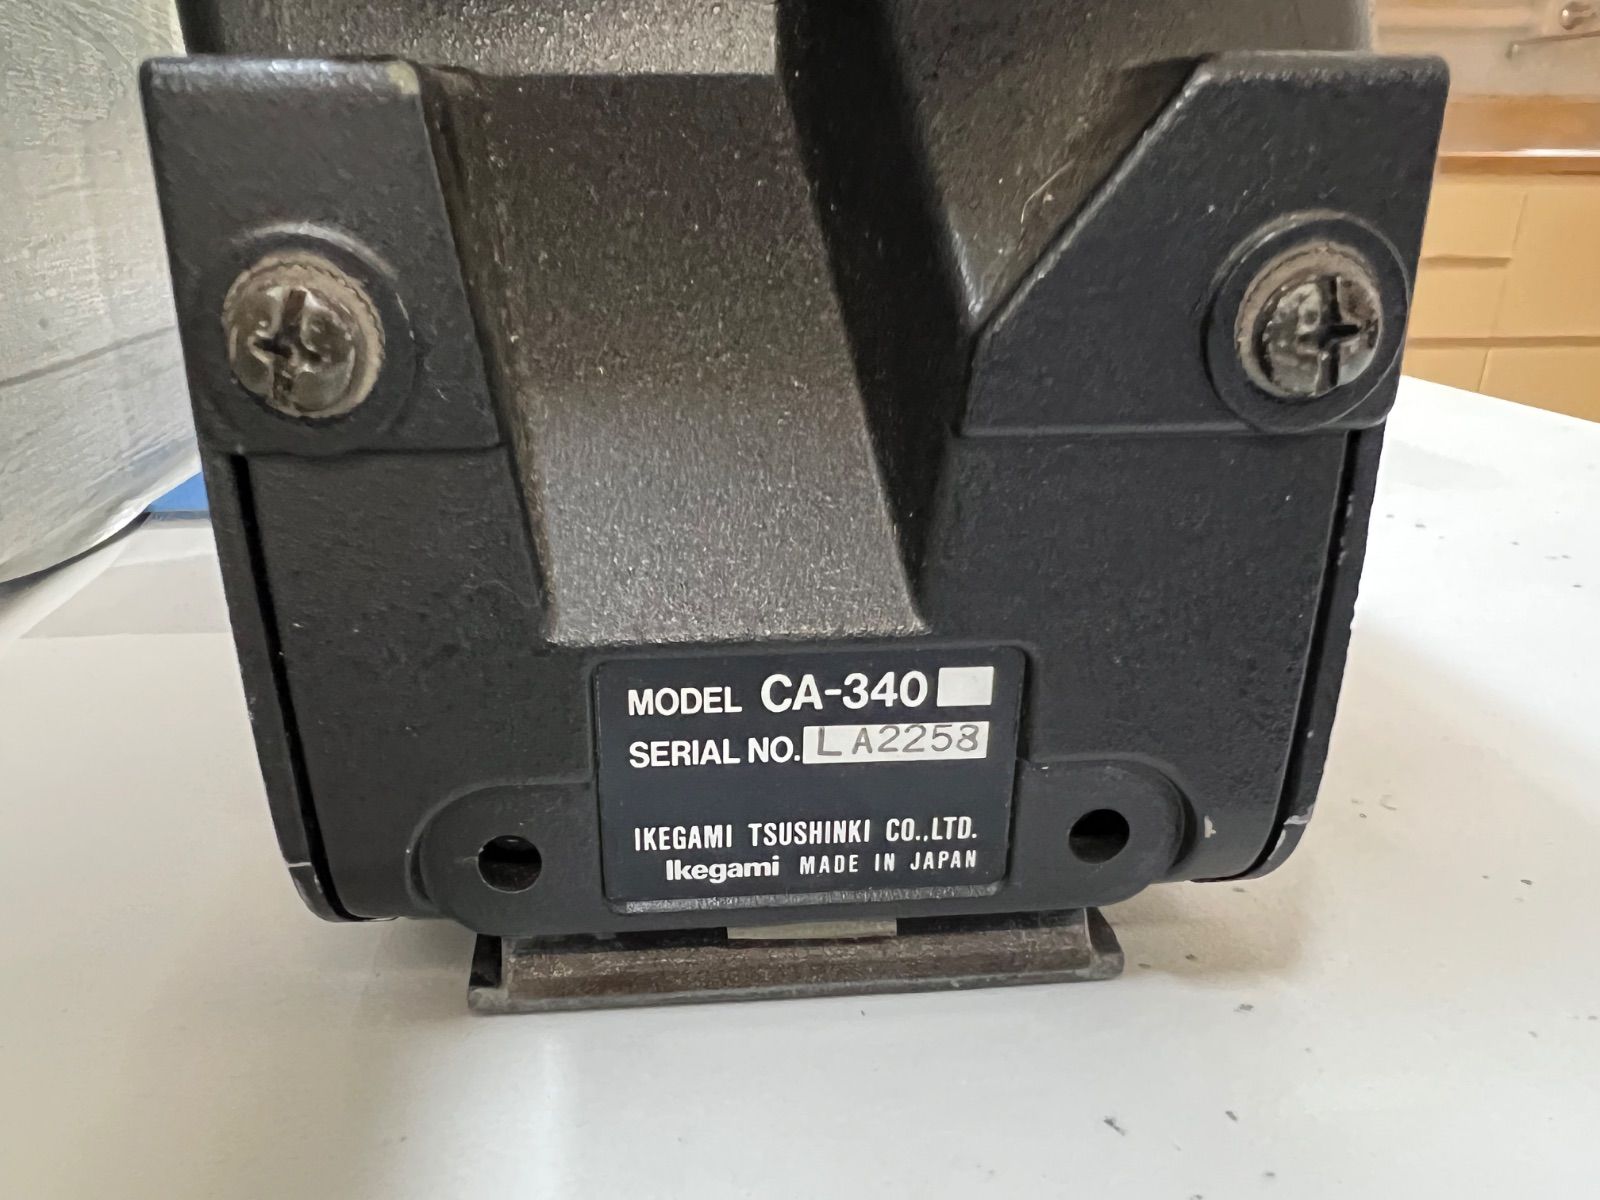 MODEL CA-340
SERIAL NO. LA2258
IKEGAMI TSUSHINKI CO.,LTD.
Ikegami MADE IN JAPAN